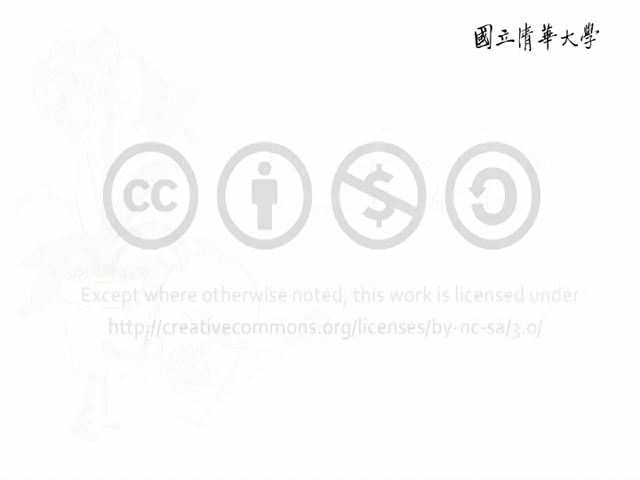 國立清華大學
cc
Except where otherwise noted, this work is licensed under
http://creativecommons.org/licenses/by-nc-sa/3.0/